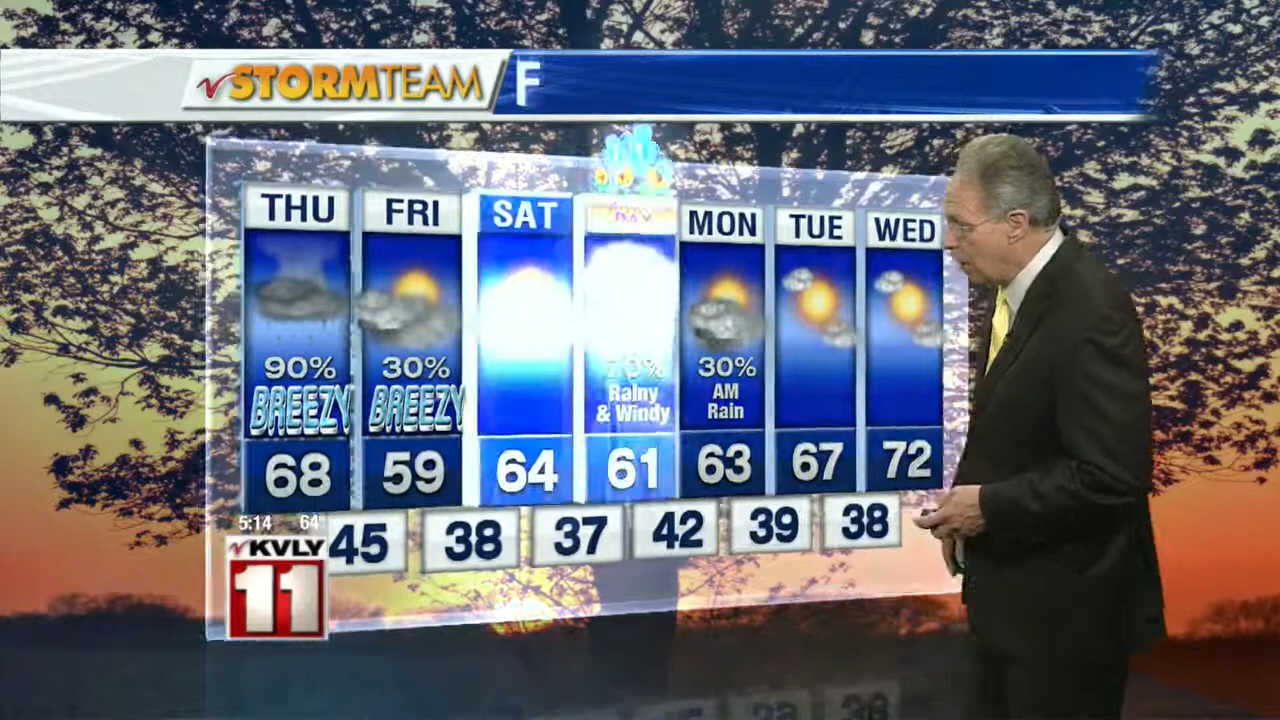 STORMTEAM F
THU FRI SAT MON TUE WED
90% 30% 30%
BREEZY BREEZY Rainy & Windy AM Rain
68 59 64 61 63 67 72
45 38 37 42 39 38
5:14 64°
KVLY
11